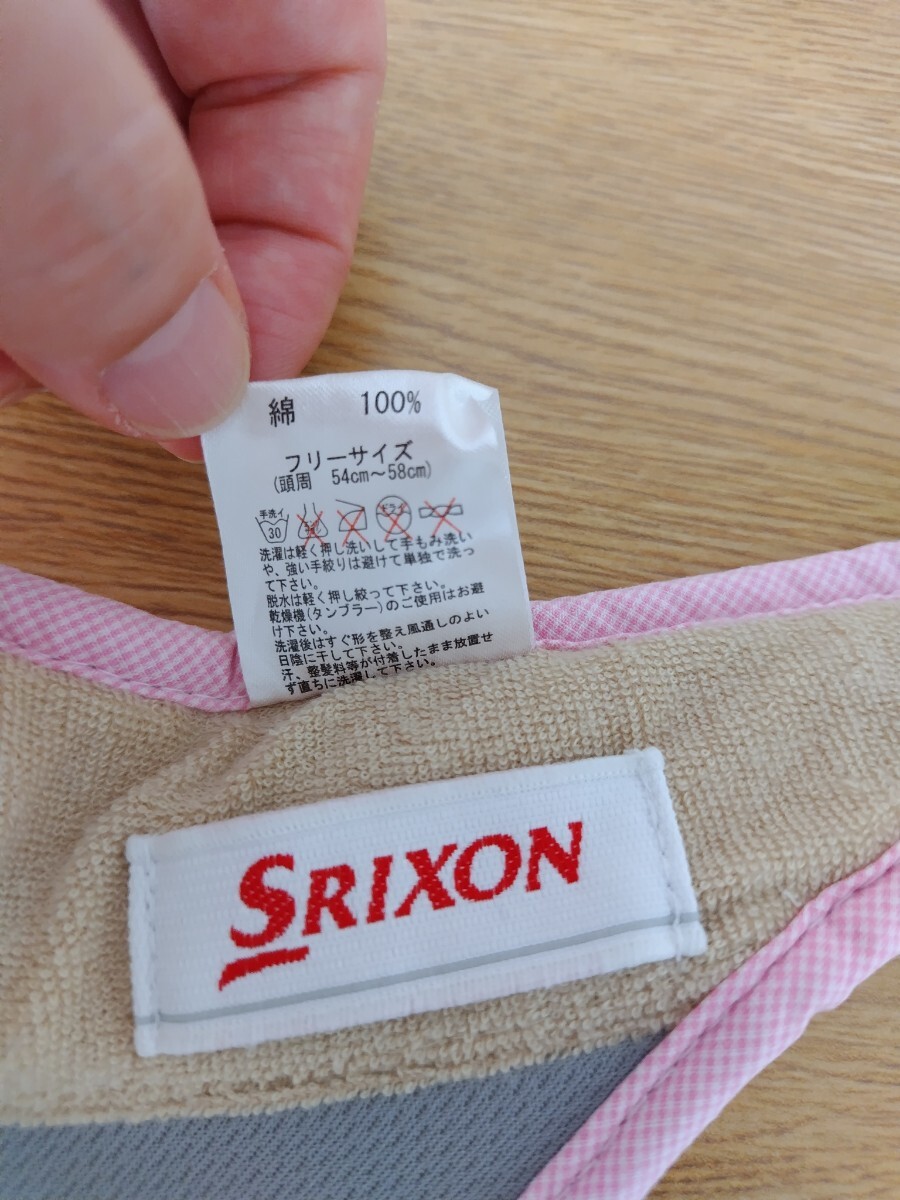 綿 100%
フリーサイズ
(頭周 54cm～58cm)
手洗イ
30
ドライ
洗濯は軽く押し洗いして手もみ洗い
や、強い手絞りは避けて単独で洗っ
て下さい。
脱水は軽く押し絞って下さい。
乾燥機(タンブラー)のご使用はお避
け下さい。
洗濯後はすぐ形を整え風通しのよい
日陰に干して下さい。
汗、整髪料等が付着したまま放置せ
ず直ちに洗濯して下さい。
SRIXON